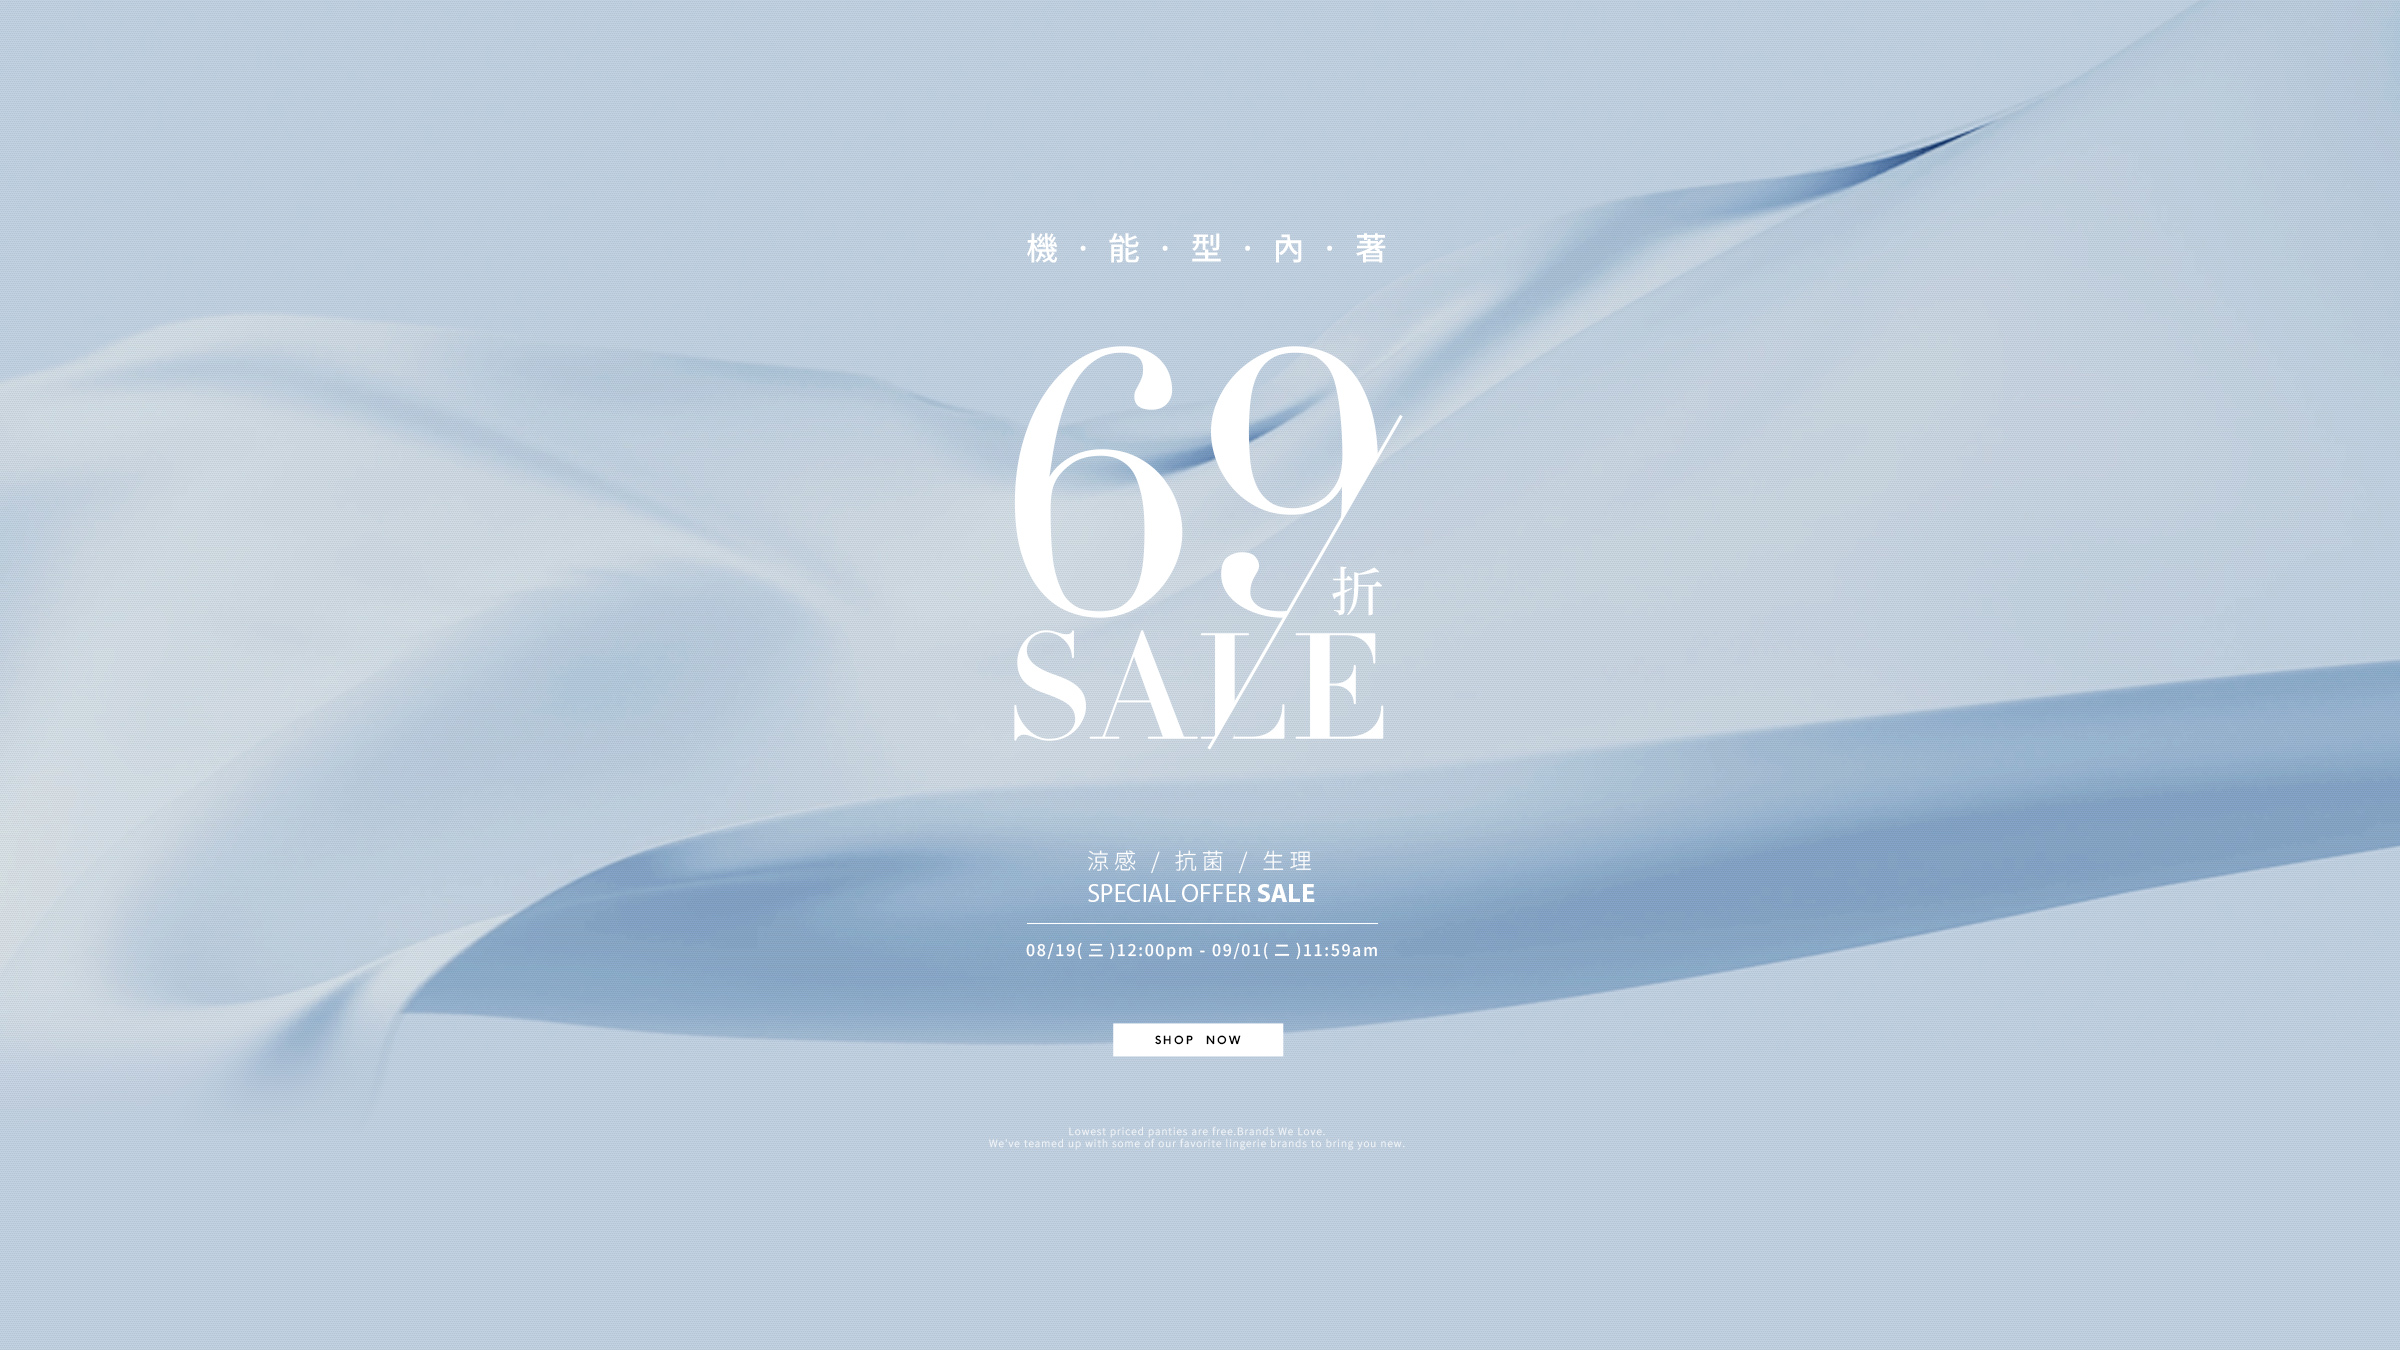 機·能·型·內·著
69折
SALE
涼感 / 抗菌 / 生理
SPECIAL OFFER SALE
08/19(三)12:00pm - 09/01(二)11:59am
SHOP NOW
Lowest priced panties are free.Brands We Love.
We've teamed up with some of our favorite lingerie brands to bring you new.